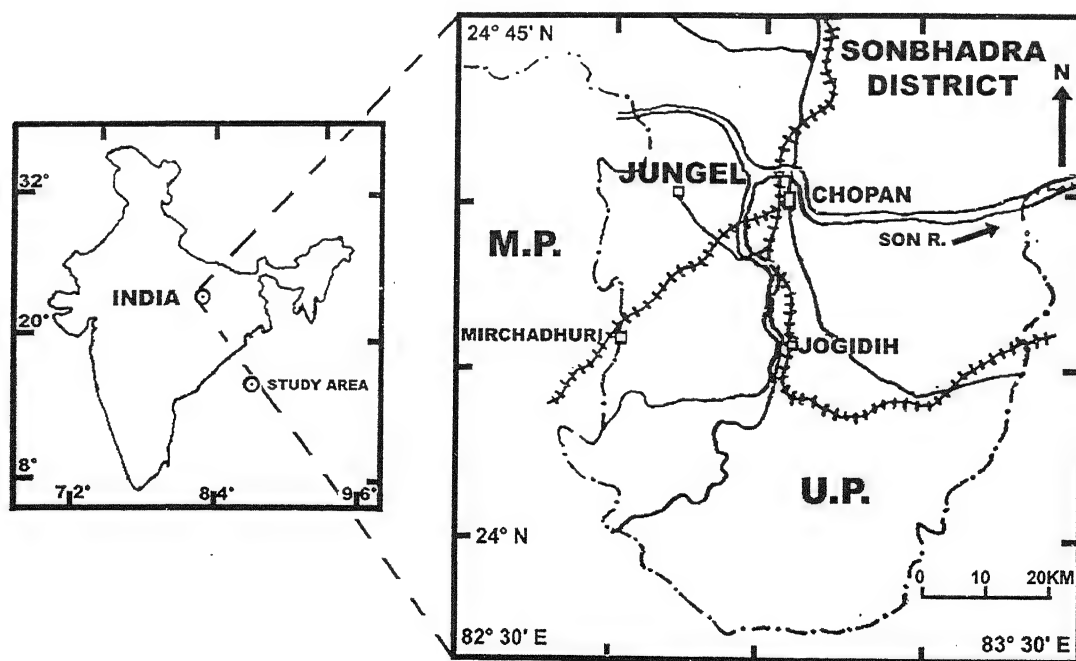 32°
20°
8°
72°
84°
96°
INDIA
STUDY AREA
24° 45' N
SONBHADRA
DISTRICT
N
JUNGEL
CHOPAN
M.P.
SON R.
MIRCHADHURI
JOGIDIH
U.P.
24° N
0 10 20KM
82° 30' E
83° 30' E